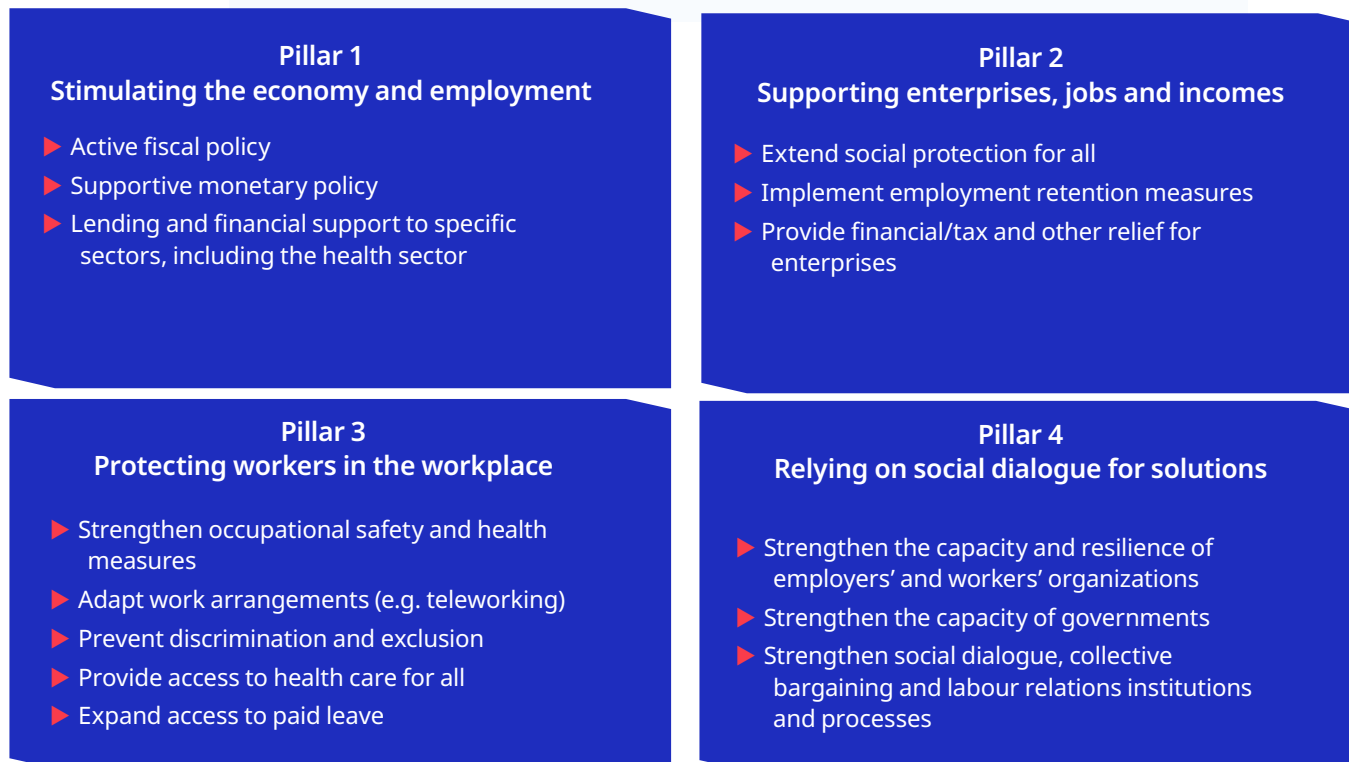 Pillar 1
Stimulating the economy and employment
▶ Active fiscal policy
▶ Supportive monetary policy
▶ Lending and financial support to specific
sectors, including the health sector
Pillar 2
Supporting enterprises, jobs and incomes
▶ Extend social protection for all
▶ Implement employment retention measures
▶ Provide financial/tax and other relief for
enterprises
Pillar 3
Protecting workers in the workplace
▶ Strengthen occupational safety and health
measures
▶ Adapt work arrangements (e.g. teleworking)
▶ Prevent discrimination and exclusion
▶ Provide access to health care for all
▶ Expand access to paid leave
Pillar 4
Relying on social dialogue for solutions
▶ Strengthen the capacity and resilience of
employers’ and workers’ organizations
▶ Strengthen the capacity of governments
▶ Strengthen social dialogue, collective
bargaining and labour relations institutions
and processes